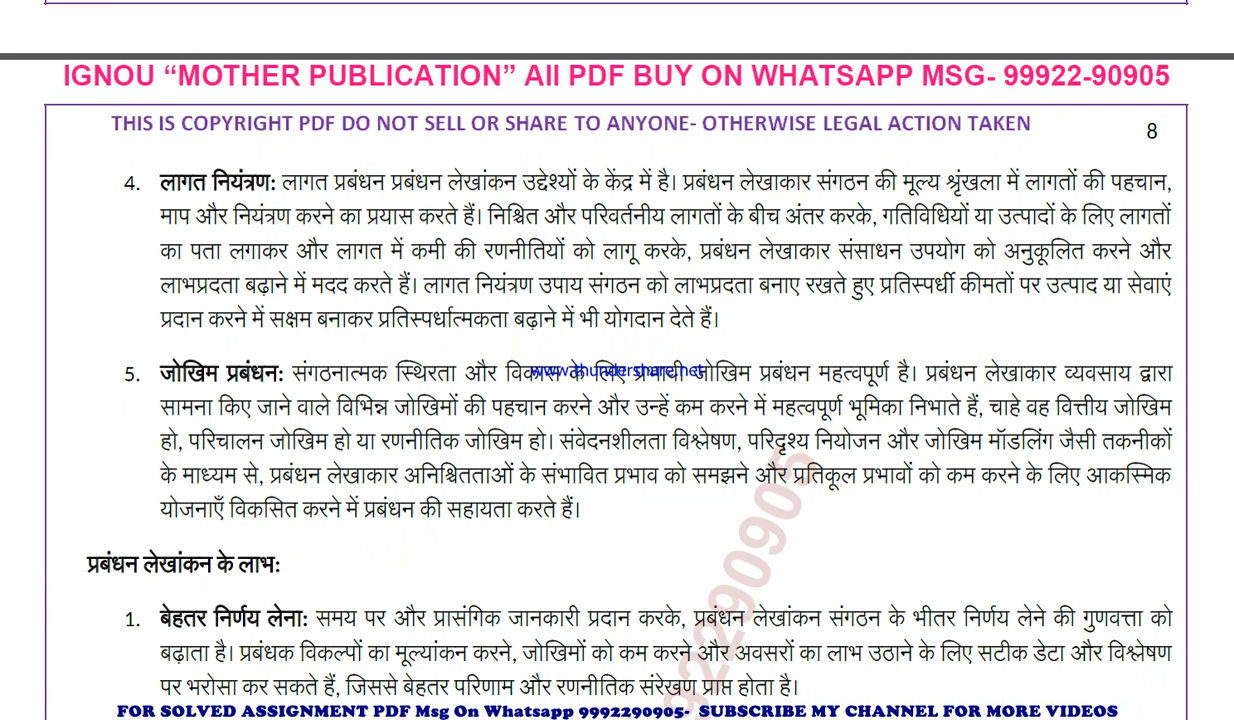 IGNOU “MOTHER PUBLICATION” All PDF BUY ON WHATSAPP MSG- 99922-90905
THIS IS COPYRIGHT PDF DO NOT SELL OR SHARE TO ANYONE- OTHERWISE LEGAL ACTION TAKEN
8
4. लागत नियंत्रण: लागत प्रबंधन प्रबंधन लेखांकन उद्देश्यों के केंद्र में है। प्रबंधन लेखाकार संगठन की मूल्य श्रृंखला में लागतों की पहचान,
माप और नियंत्रण करने का प्रयास करते हैं। निश्चित और परिवर्तनीय लागतों के बीच अंतर करके, गतिविधियों या उत्पादों के लिए लागतों
का पता लगाकर और लागत में कमी की रणनीतियों को लागू करके, प्रबंधन लेखाकार संसाधन उपयोग को अनुकूलित करने और
लाभप्रदता बढ़ाने में मदद करते हैं। लागत नियंत्रण उपाय संगठन को लाभप्रदता बनाए रखते हुए प्रतिस्पर्धी कीमतों पर उत्पाद या सेवाएं
प्रदान करने में सक्षम बनाकर प्रतिस्पर्धात्मकता बढ़ाने में भी योगदान देते हैं।
5. जोखिम प्रबंधन: संगठनात्मक स्थिरता और विकास के लिए प्रभावी जोखिम प्रबंधन महत्वपूर्ण है। प्रबंधन लेखाकार व्यवसाय द्वारा
www.thundershare.net
सामना किए जाने वाले विभिन्न जोखिमों की पहचान करने और उन्हें कम करने में महत्वपूर्ण भूमिका निभाते हैं, चाहे वह वित्तीय जोखिम
हो, परिचालन जोखिम हो या रणनीतिक जोखिम हो। संवेदनशीलता विश्लेषण, परिदृश्य नियोजन और जोखिम मॉडलिंग जैसी तकनीकों
के माध्यम से, प्रबंधन लेखाकार अनिश्चितताओं के संभावित प्रभाव को समझने और प्रतिकूल प्रभावों को कम करने के लिए आकस्मिक
योजनाएँ विकसित करने में प्रबंधन की सहायता करते हैं।
प्रबंधन लेखांकन के लाभ:
1. बेहतर निर्णय लेना: समय पर और प्रासंगिक जानकारी प्रदान करके, प्रबंधन लेखांकन संगठन के भीतर निर्णय लेने की गुणवत्ता को
बढ़ाता है। प्रबंधक विकल्पों का मूल्यांकन करने, जोखिमों को कम करने और अवसरों का लाभ उठाने के लिए सटीक डेटा और विश्लेषण
पर भरोसा कर सकते हैं, जिससे बेहतर परिणाम और रणनीतिक संरेखण प्राप्त होता है।
92290905
FOR SOLVED ASSIGNMENT PDF Msg On Whatsapp 9992290905- SUBSCRIBE MY CHANNEL FOR MORE VIDEOS